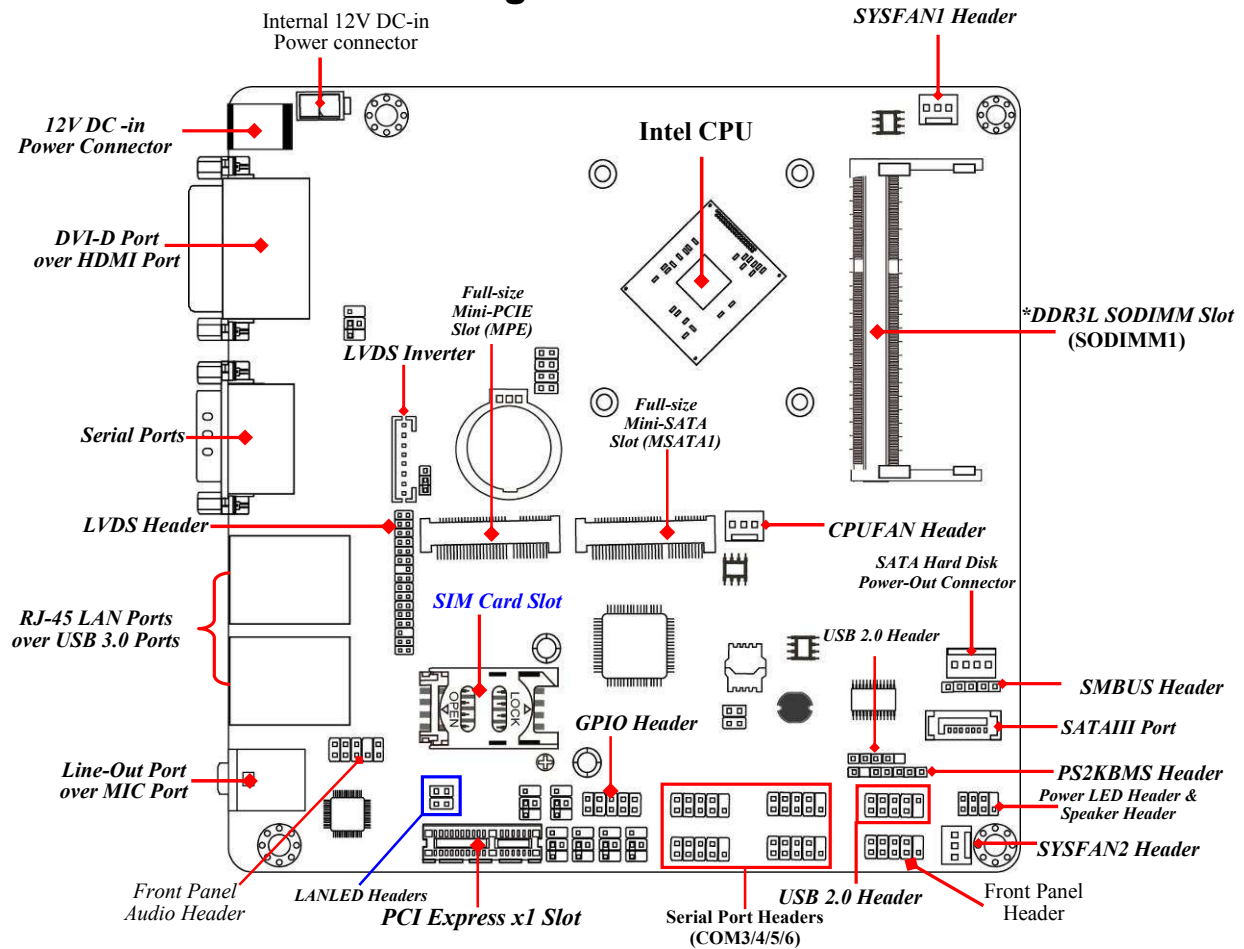 Internal 12V DC-in
Power connector
SYSFAN1 Header
12V DC -in
Power Connector
Intel CPU
DVI-D Port
over HDMI Port
Full-size
Mini-PCIE
Slot (MPE)
*DDR3L SODIMM Slot
(SODIMM1)
LVDS Inverter
Full-size
Mini-SATA
Slot (MSATA1)
Serial Ports
LVDS Header
CPUFAN Header
SATA Hard Disk
Power-Out Connector
SIM Card Slot
RJ-45 LAN Ports
over USB 3.0 Ports
USB 2.0 Header
SMBUS Header
OPEN
LOCK
GPIO Header
SATAIII Port
Line-Out Port
over MIC Port
PS2KBMS Header
Power LED Header &
Speaker Header
SYSFAN2 Header
Front Panel
Audio Header
LANLED Headers
PCI Express x1 Slot
Serial Port Headers
(COM3/4/5/6)
USB 2.0 Header
Front Panel
Header